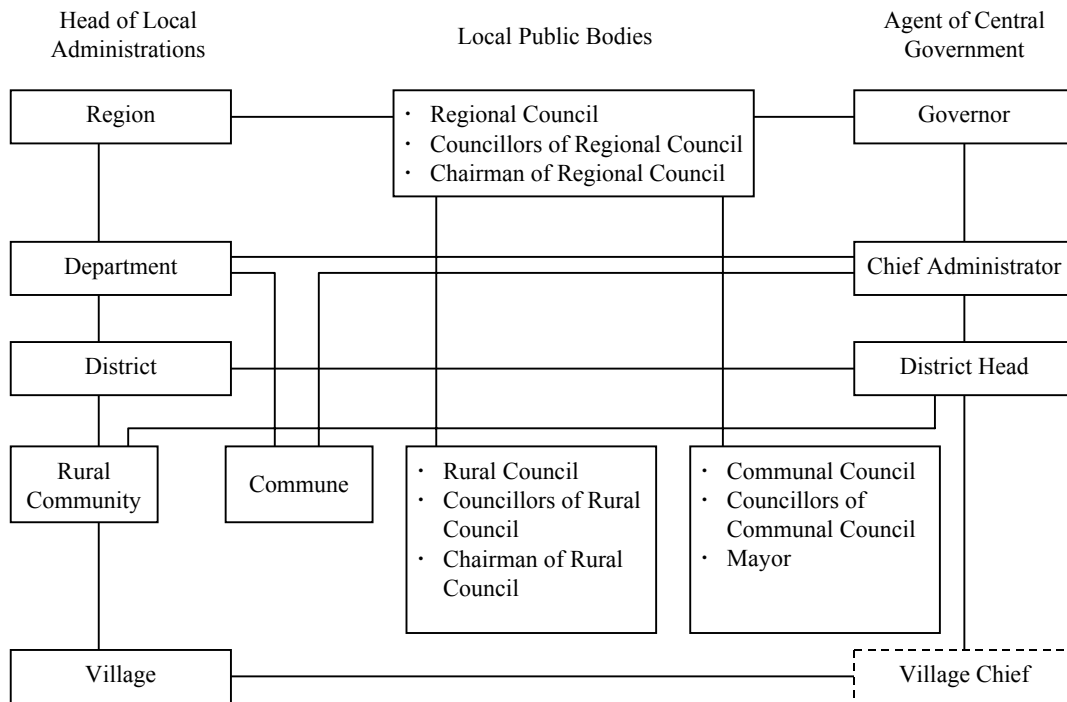 Head of Local
Administrations
Local Public Bodies
Agent of Central
Government
Region
· Regional Council
· Councillors of Regional Council
· Chairman of Regional Council
Governor
Department
Chief Administrator
District
District Head
Rural
Community
Commune
· Rural Council
· Councillors of Rural
Council
· Chairman of Rural
Council
· Communal Council
· Councillors of
Communal Council
· Mayor
Village
Village Chief